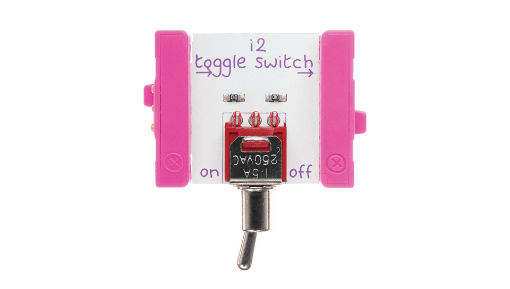 i2
toggle switch
1.5A
250VAC
on off